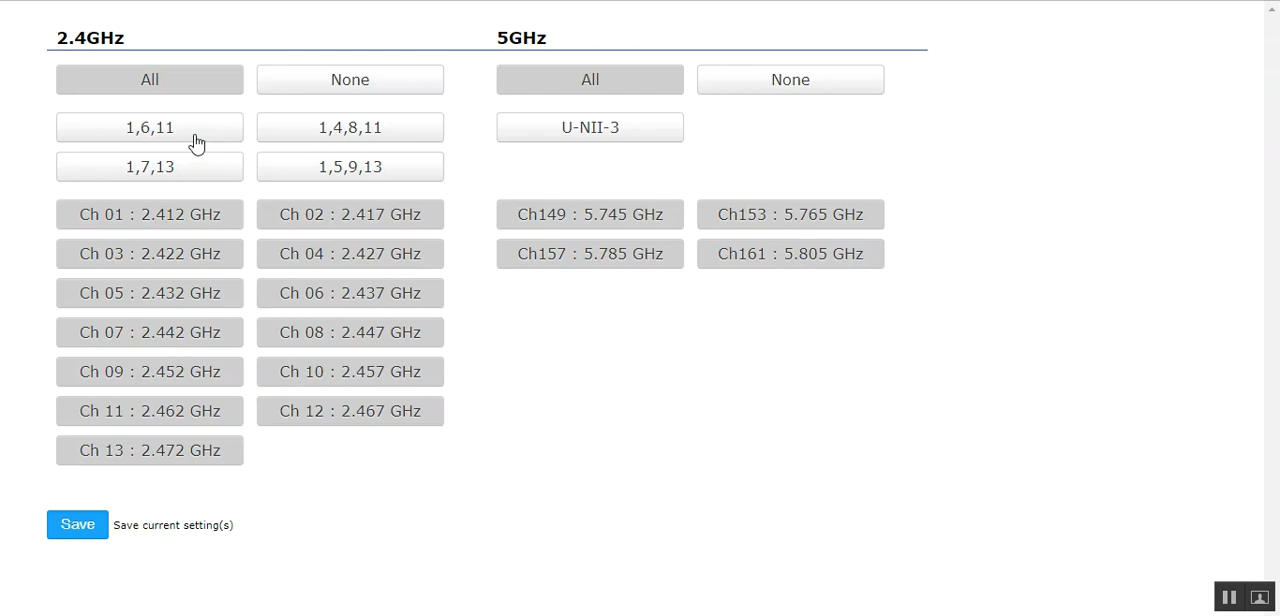 2.4GHz
5GHz
All
None
All
None
1,6,11
1,4,8,11
U-NII-3
1,7,13
1,5,9,13
Ch 01 : 2.412 GHz
Ch 02 : 2.417 GHz
Ch149 : 5.745 GHz
Ch153 : 5.765 GHz
Ch 03 : 2.422 GHz
Ch 04 : 2.427 GHz
Ch157 : 5.785 GHz
Ch161 : 5.805 GHz
Ch 05 : 2.432 GHz
Ch 06 : 2.437 GHz
Ch 07 : 2.442 GHz
Ch 08 : 2.447 GHz
Ch 09 : 2.452 GHz
Ch 10 : 2.457 GHz
Ch 11 : 2.462 GHz
Ch 12 : 2.467 GHz
Ch 13 : 2.472 GHz
Save
Save current setting(s)